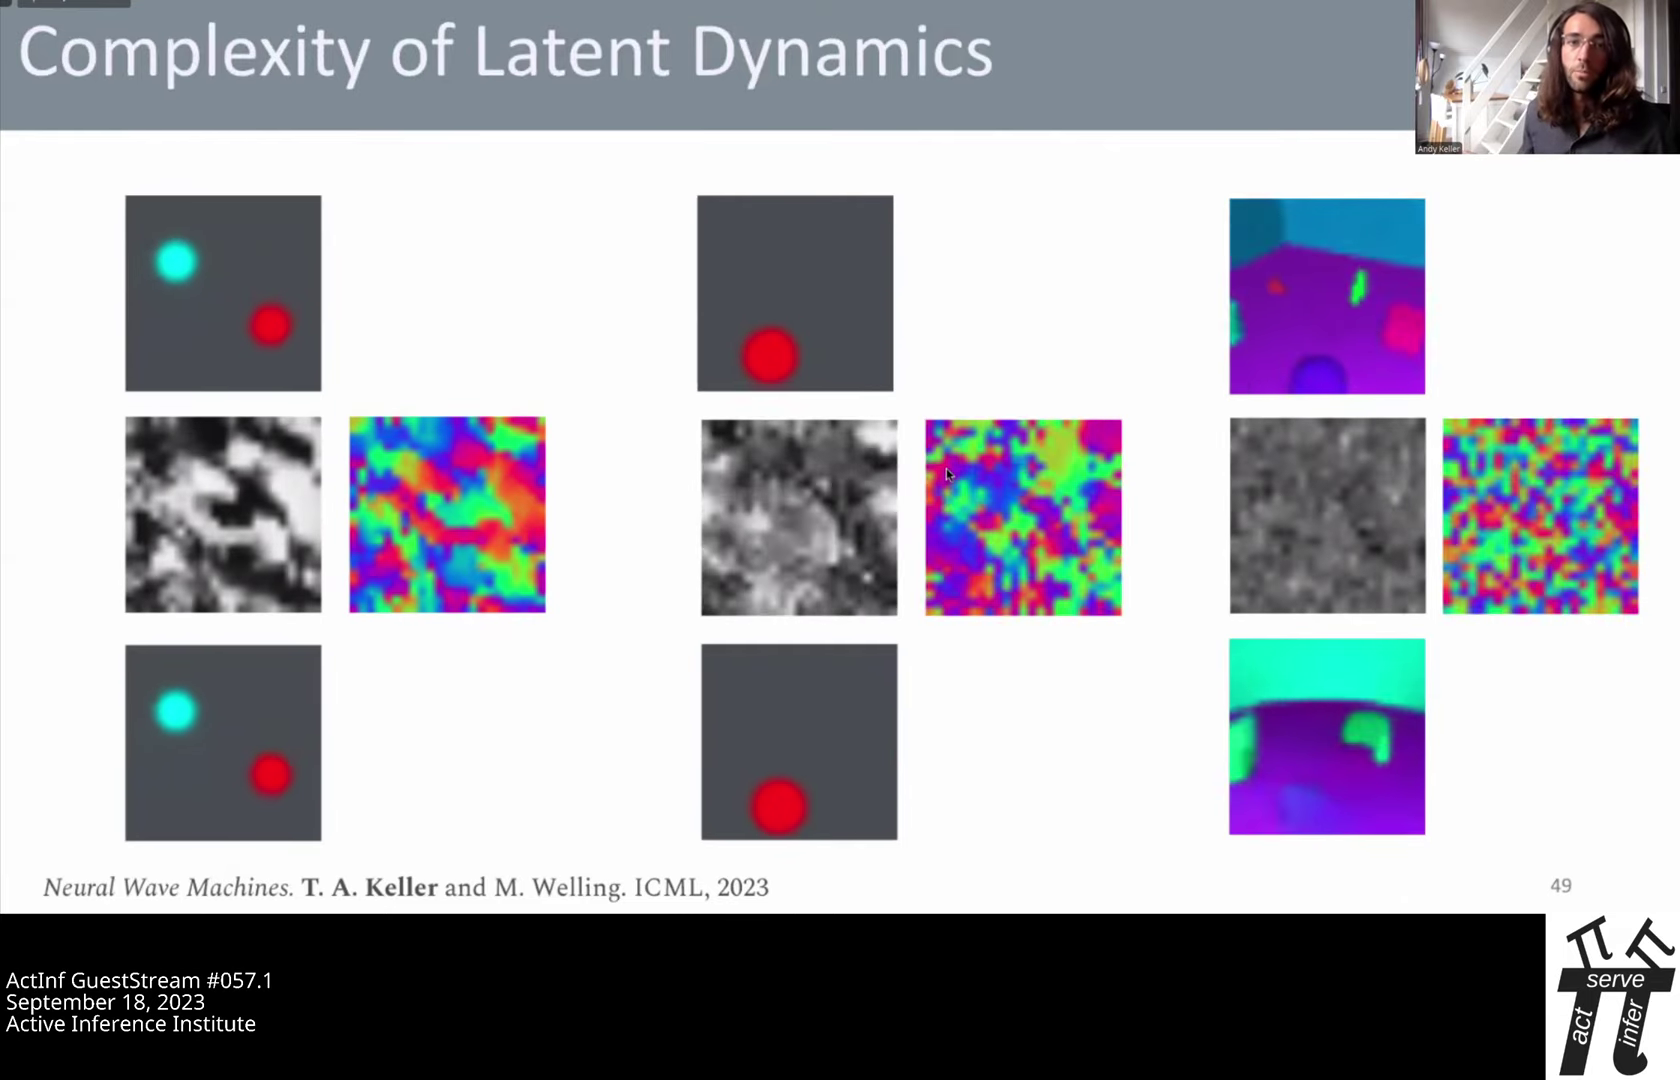 Complexity of Latent Dynamics
Andy Keller
Neural Wave Machines. T. A. Keller and M. Welling. ICML, 2023
49
ActInf GuestStream #057.1
September 18, 2023
Active Inference Institute
serve
act
infer